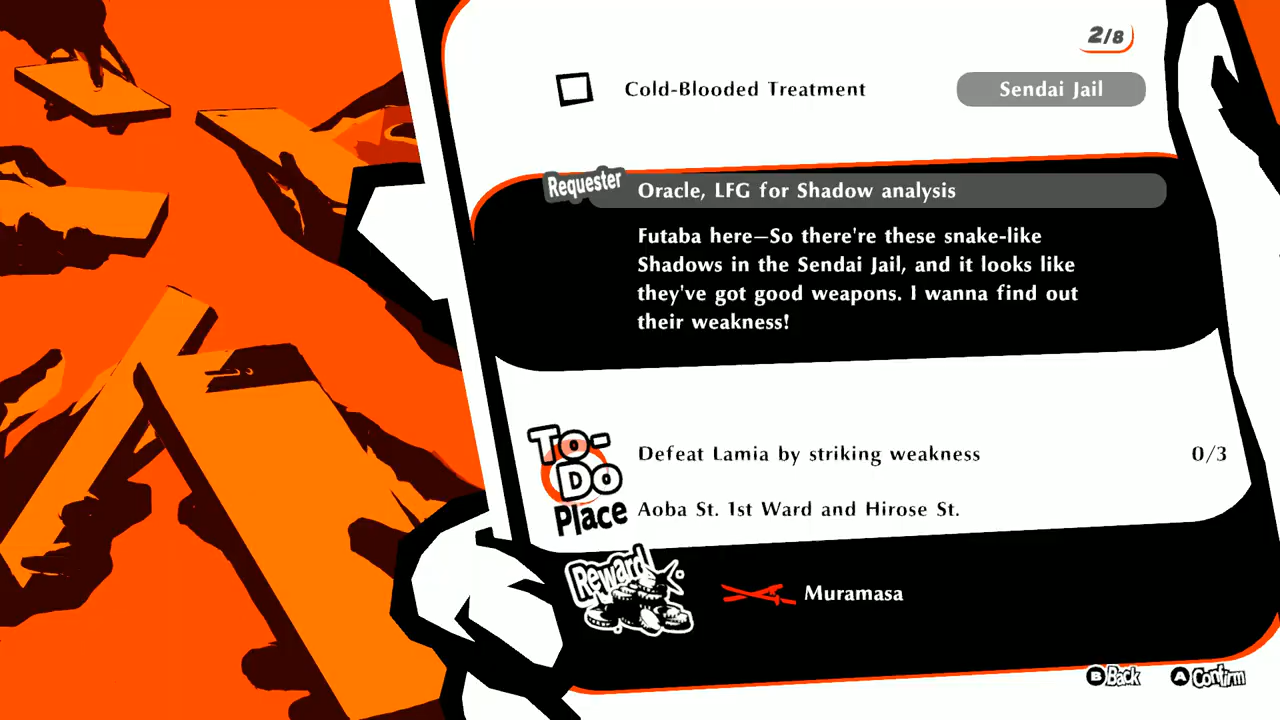 2/8
Cold-Blooded Treatment Sendai Jail
Requester Oracle, LFG for Shadow analysis
Futaba here—So there're these snake-like
Shadows in the Sendai Jail, and it looks like
they've got good weapons. I wanna find out
their weakness!
To-Do Defeat Lamia by striking weakness 0/3
Place Aoba St. 1st Ward and Hirose St.
Reward Muramasa
B Back A Confirm